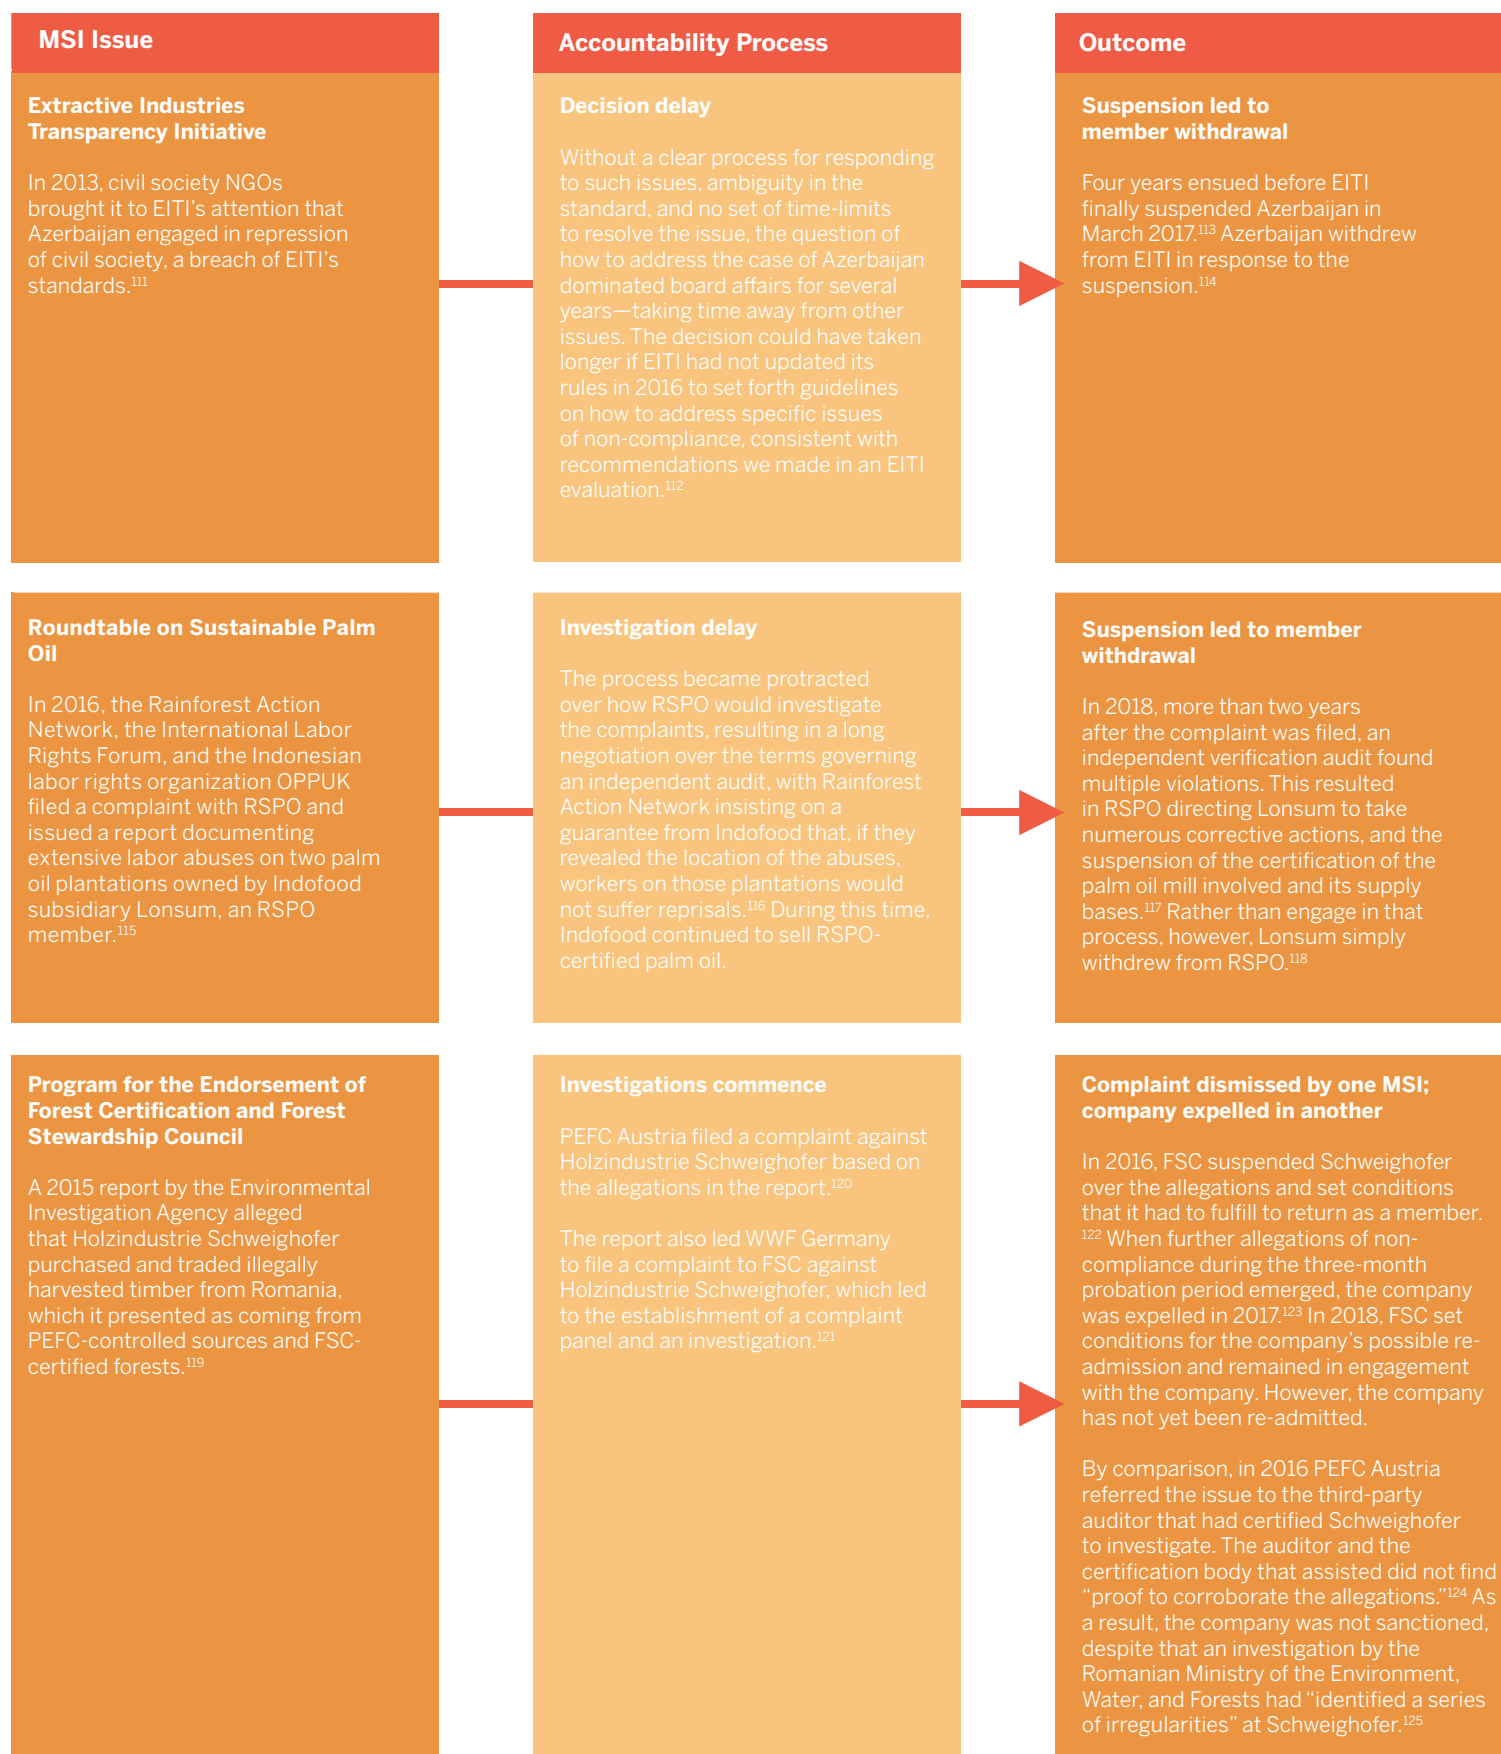 MSI Issue
Accountability Process
Outcome
Extractive Industries
Transparency Initiative
In 2013, civil society NGOs
brought it to EITI’s attention that
Azerbaijan engaged in repression
of civil society, a breach of EITI’s
standards.111
Decision delay
Without a clear process for responding
to such issues, ambiguity in the
standard, and no set of time-limits
to resolve the issue, the question of
how to address the case of Azerbaijan
dominated board affairs for several
years—taking time away from other
issues. The decision could have taken
longer if EITI had not updated its
rules in 2016 to set forth guidelines
on how to address specific issues
of non-compliance, consistent with
recommendations we made in an EITI
evaluation.112
Suspension led to
member withdrawal
Four years ensued before EITI
finally suspended Azerbaijan in
March 2017.113 Azerbaijan withdrew
from EITI in response to the
suspension.114
Roundtable on Sustainable Palm
Oil
In 2016, the Rainforest Action
Network, the International Labor
Rights Forum, and the Indonesian
labor rights organization OPPUK
filed a complaint with RSPO and
issued a report documenting
extensive labor abuses on two palm
oil plantations owned by Indofood
subsidiary Lonsum, an RSPO
member.115
Investigation delay
The process became protracted
over how RSPO would investigate
the complaints, resulting in a long
negotiation over the terms governing
an independent audit, with Rainforest
Action Network insisting on a
guarantee from Indofood that, if they
revealed the location of the abuses,
workers on those plantations would
not suffer reprisals.116 During this time,
Indofood continued to sell RSPO-
certified palm oil.
Suspension led to member
withdrawal
In 2018, more than two years
after the complaint was filed, an
independent verification audit found
multiple violations. This resulted
in RSPO directing Lonsum to take
numerous corrective actions, and the
suspension of the certification of the
palm oil mill involved and its supply
bases.117 Rather than engage in that
process, however, Lonsum simply
withdrew from RSPO.118
Program for the Endorsement of
Forest Certification and Forest
Stewardship Council
A 2015 report by the Environmental
Investigation Agency alleged
that Holzindustrie Schweighofer
purchased and traded illegally
harvested timber from Romania,
which it presented as coming from
PEFC-controlled sources and FSC-
certified forests.119
Investigations commence
PEFC Austria filed a complaint against
Holzindustrie Schweighofer based on
the allegations in the report.120
The report also led WWF Germany
to file a complaint to FSC against
Holzindustrie Schweighofer, which led
to the establishment of a complaint
panel and an investigation.121
Complaint dismissed by one MSI;
company expelled in another
In 2016, FSC suspended Schweighofer
over the allegations and set conditions
that it had to fulfill to return as a member.
122 When further allegations of non-
compliance during the three-month
probation period emerged, the company
was expelled in 2017.123 In 2018, FSC set
conditions for the company’s possible re-
admission and remained in engagement
with the company. However, the company
has not yet been re-admitted.
By comparison, in 2016 PEFC Austria
referred the issue to the third-party
auditor that had certified Schweighofer
to investigate. The auditor and the
certification body that assisted did not find
“proof to corroborate the allegations.”124 As
a result, the company was not sanctioned,
despite that an investigation by the
Romanian Ministry of the Environment,
Water, and Forests had “identified a series
of irregularities” at Schweighofer.125